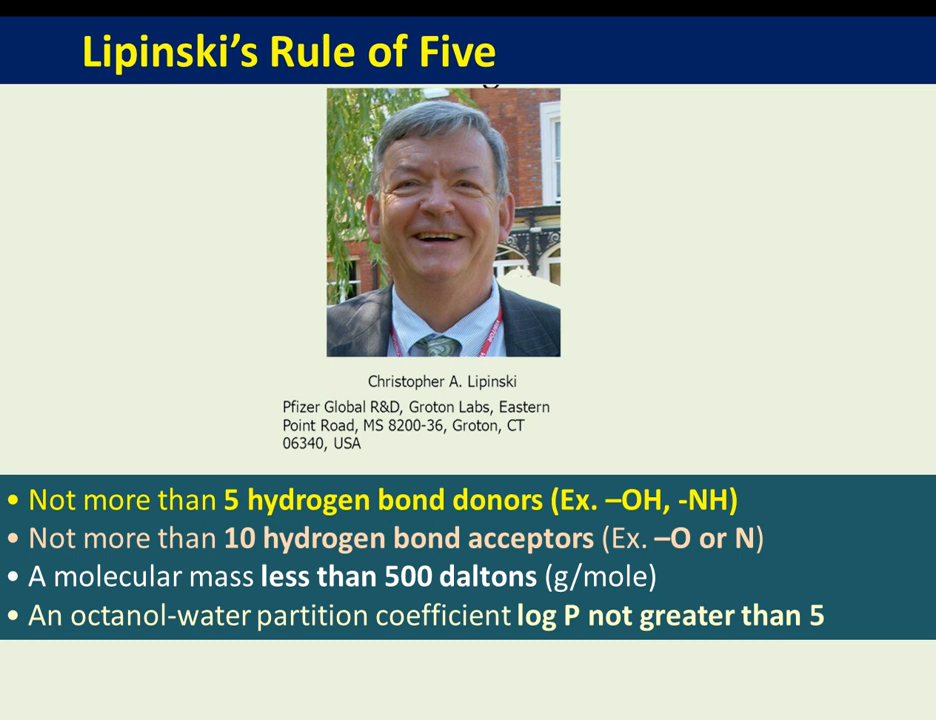 Lipinski's Rule of Five
Christopher A. Lipinski
Pfizer Global R&D, Groton Labs, Eastern
Point Road, MS 8200-36, Groton, CT
06340, USA
• Not more than 5 hydrogen bond donors (Ex. –OH, -NH)
• Not more than 10 hydrogen bond acceptors (Ex. –O or N)
• A molecular mass less than 500 daltons (g/mole)
• An octanol-water partition coefficient log P not greater than 5